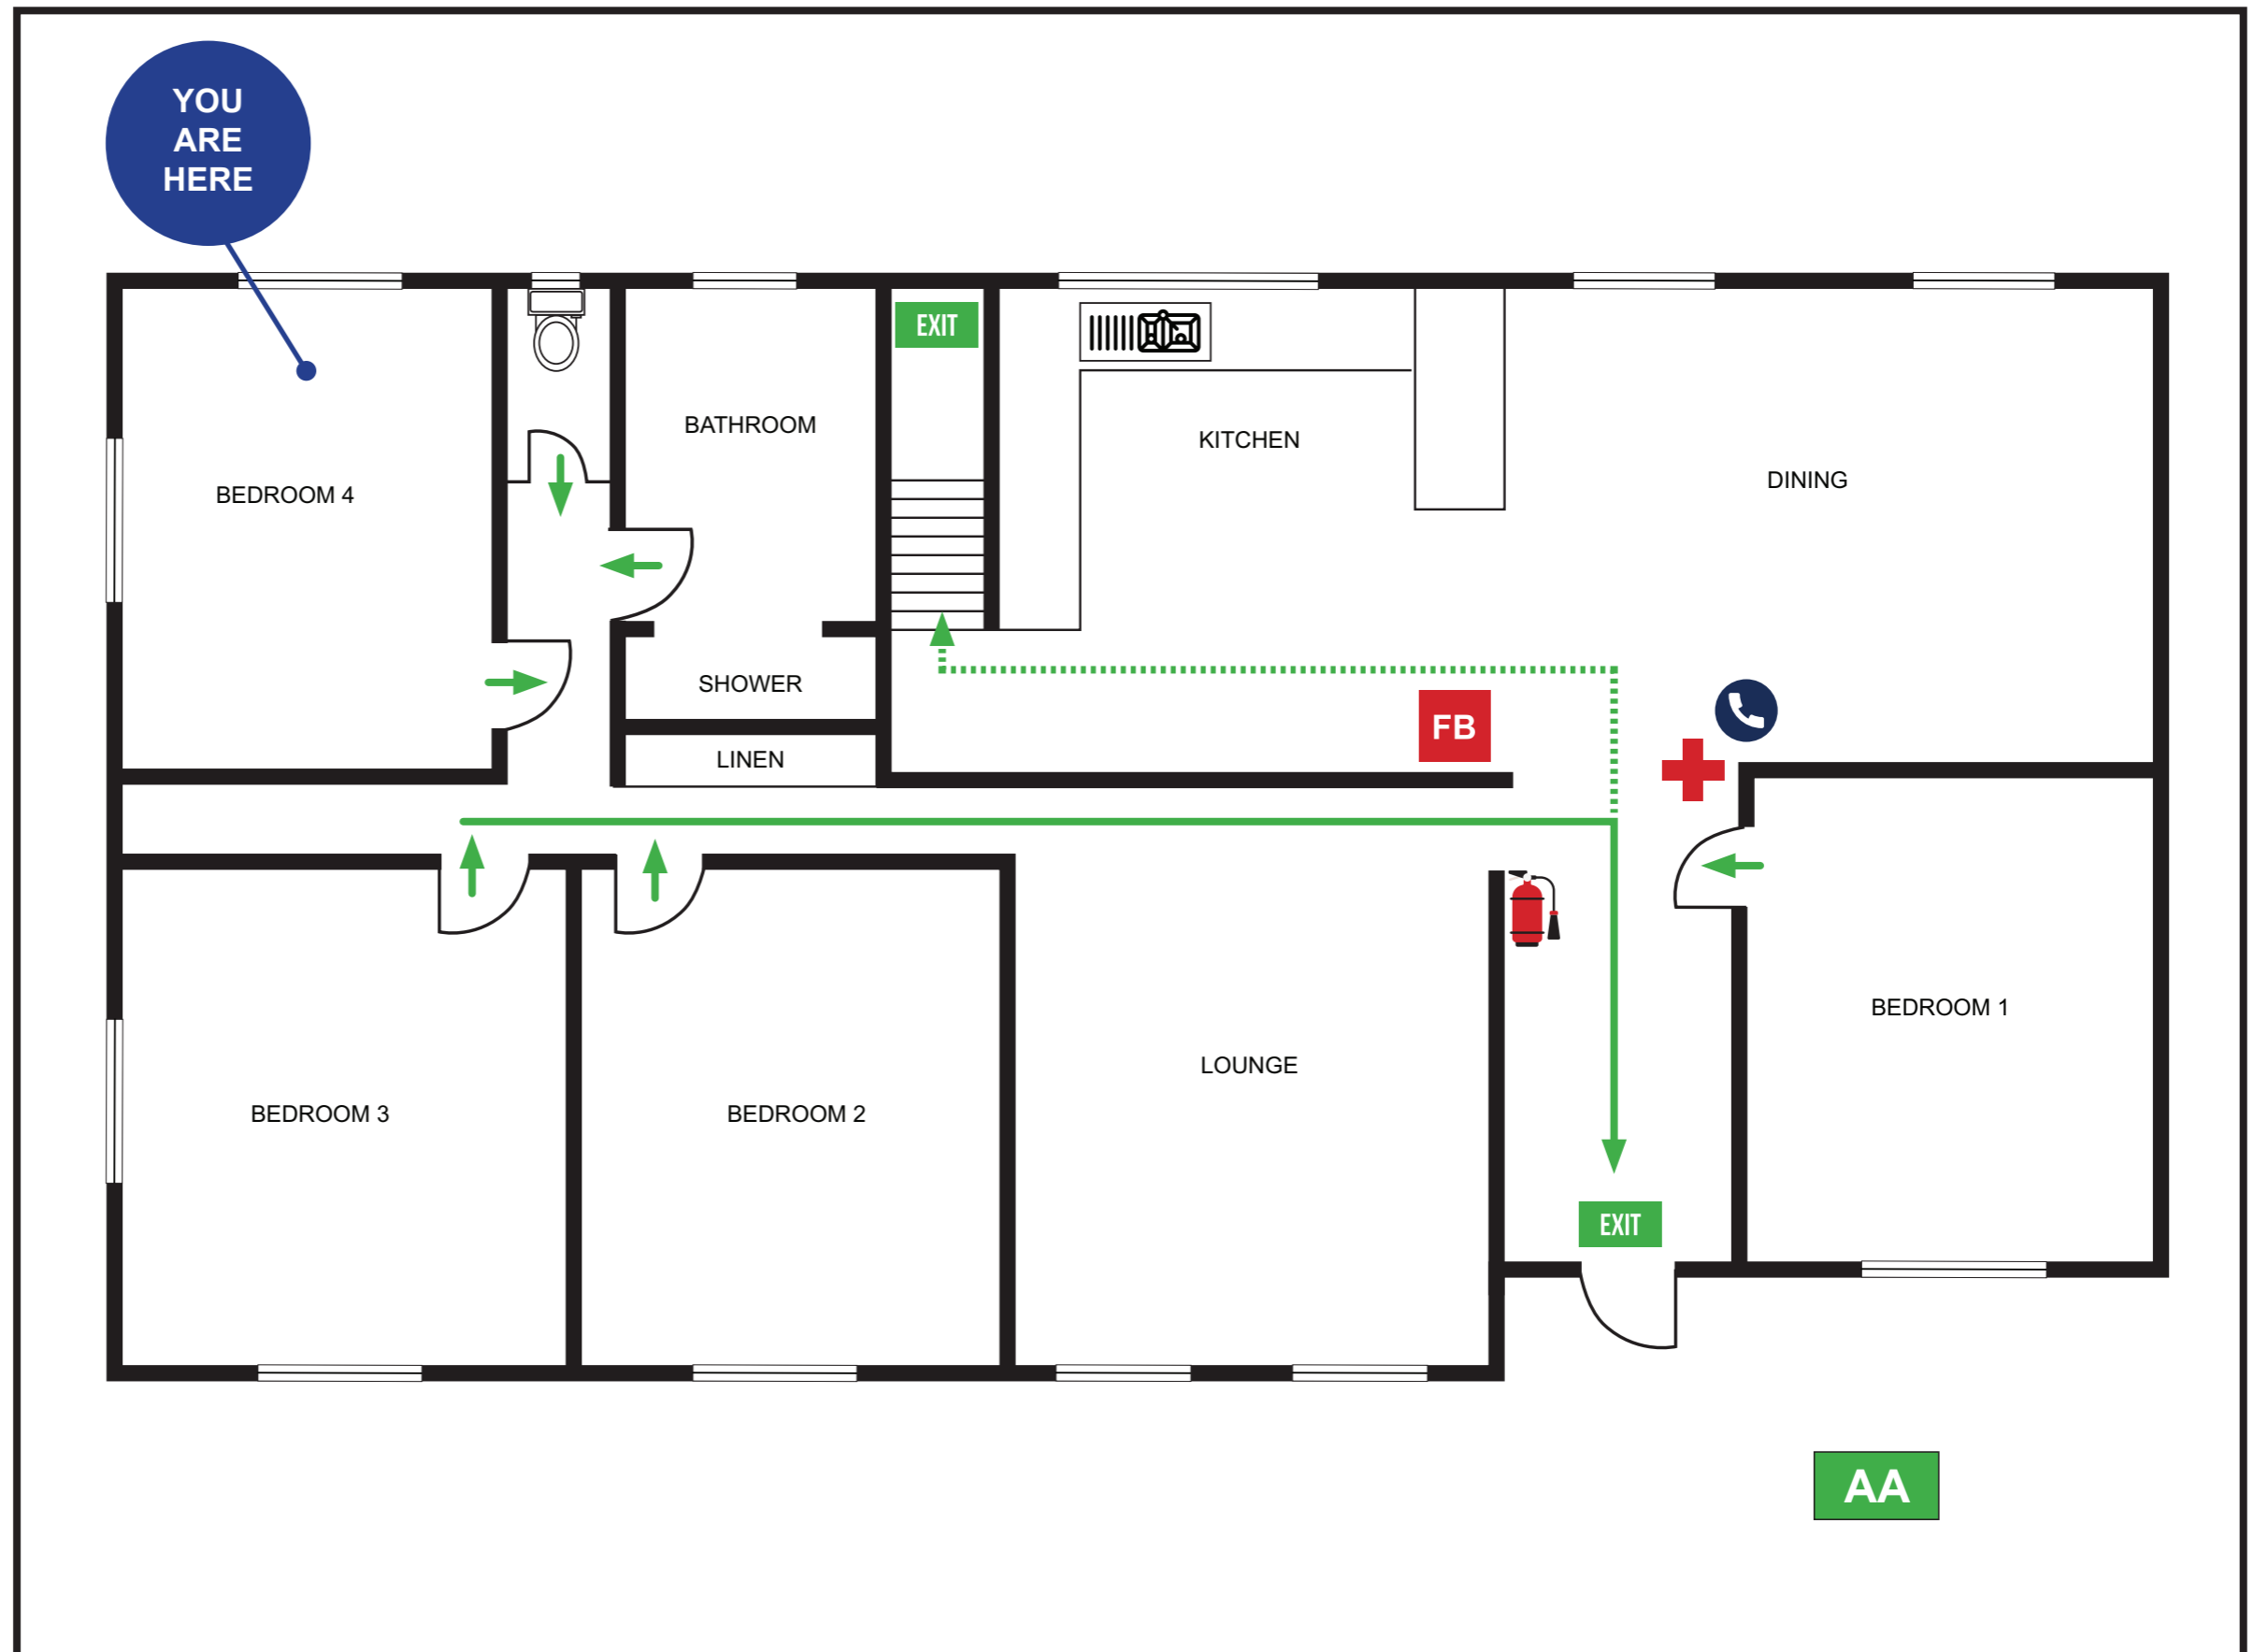 YOU
ARE
HERE
EXIT
BATHROOM
KITCHEN
DINING
BEDROOM 4
SHOWER
FB
LINEN
BEDROOM 1
LOUNGE
BEDROOM 3
BEDROOM 2
EXIT
AA